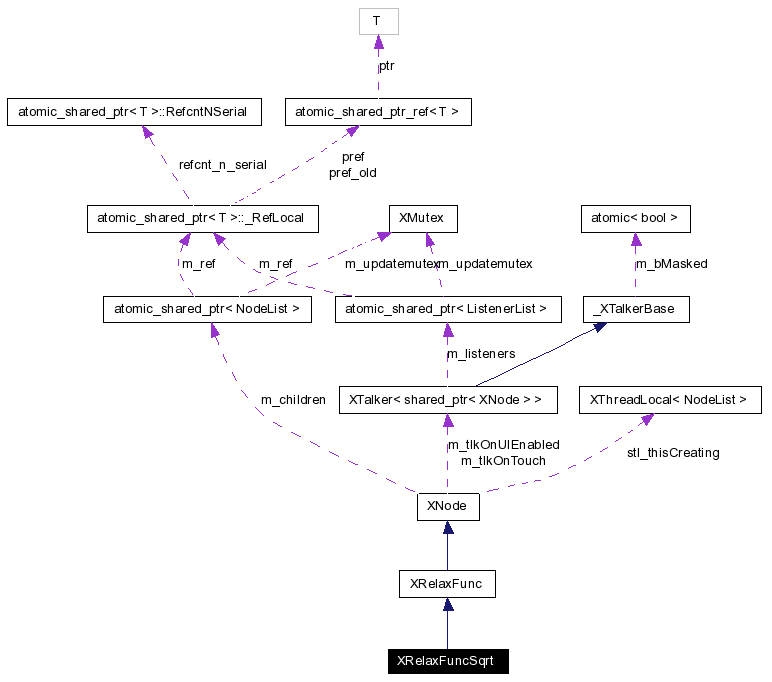 T
ptr
atomic_shared_ptr< T >::RefcntNSerial
atomic_shared_ptr_ref< T >
refcnt_n_serial
pref
pref_old
atomic_shared_ptr< T >::_RefLocal
XMutex
atomic< bool >
m_ref
m_ref
m_updatemutex
m_updatemutex
m_bMasked
atomic_shared_ptr< NodeList >
atomic_shared_ptr< ListenerList >
_XTalkerBase
m_listeners
m_children
XTalker< shared_ptr< XNode > >
XThreadLocal< NodeList >
m_tlkOnUIEnabled
m_tlkOnTouch
stl_thisCreating
XNode
XRelaxFunc
XRelaxFuncSqrt